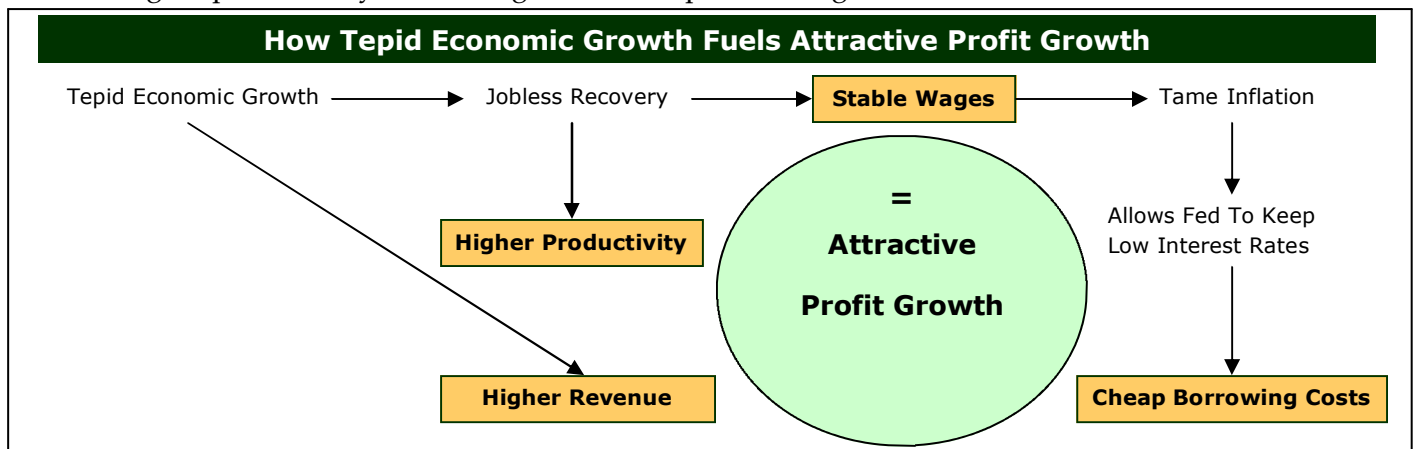 How Tepid Economic Growth Fuels Attractive Profit Growth
Tepid Economic Growth
Jobless Recovery
Stable Wages
Tame Inflation
=
Attractive
Profit Growth
Higher Productivity
Allows Fed To Keep
Low Interest Rates
Higher Revenue
Cheap Borrowing Costs